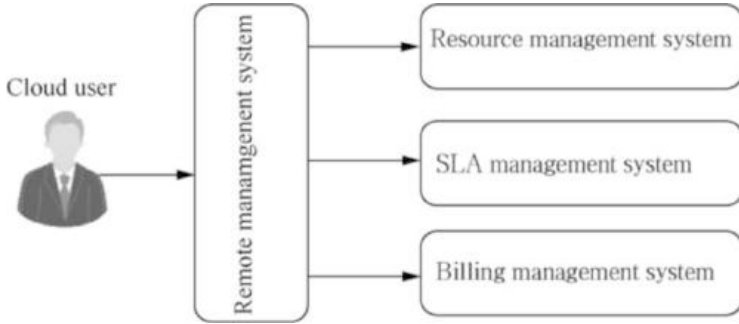 Cloud user
Remote manamgenent system
Resource management system
SLA management system
Billing management system